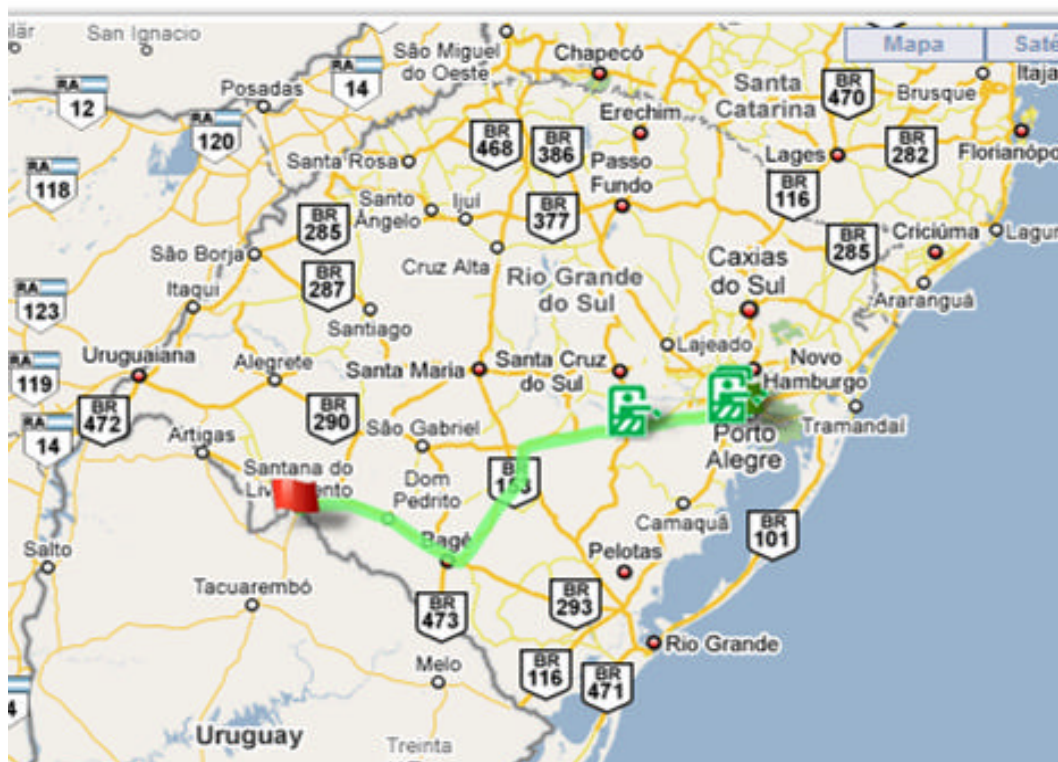 San Ignacio
São Miguel
do Oeste
Chapecó
Mapa
Saté
Itaja
RA
12
RA
14
Posadas
Santa
Catarina
BR
470
Brusque
RA
120
Erechim
BR
468
BR
386
Lages
BR
282
Florianópo
Santa Rosa
Passo
Fundo
RA
118
BR
116
Santo
Ângelo
Ijuí
BR
377
BR
285
BR
285
Criciúma
Lagur
São Borja
Cruz Alta
Caxias
do Sul
RA
123
Itaqui
BR
287
Rio Grande
do Sul
Araranguá
Santiago
RA
119
Uruguaiana
Alegrete
Santa Maria
Santa Cruz
do Sul
Lajeado
Novo
Hamburgo
RA
14
BR
472
BR
290
São Gabriel
Porto
Alegre
Tramandaí
Artigas
Santana do
Dom
Pedrito
BR
153
Camaquã
BR
101
Salto
Bagé
Pelotas
Tacuarembó
BR
473
BR
293
Rio Grande
Melo
BR
116
BR
471
4
Uruguay
Treinta